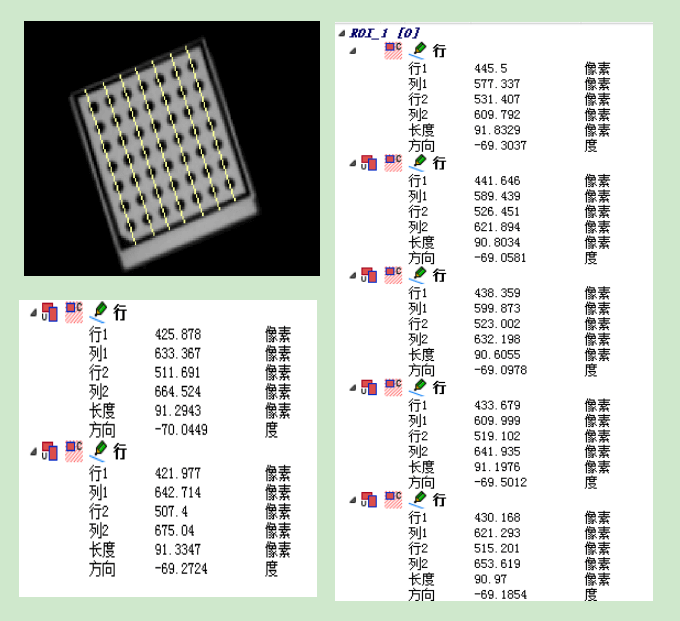 ROI_1 [0]
行
行1 445.5 像素
列1 577.337 像素
行2 531.407 像素
列2 609.792 像素
长度 91.8329 像素
方向 -69.3037 度
行
行1 441.646 像素
列1 589.439 像素
行2 526.451 像素
列2 621.894 像素
长度 90.8034 像素
方向 -69.0581 度
行
行1 438.359 像素
列1 599.873 像素
行2 523.002 像素
列2 632.198 像素
长度 90.6055 像素
方向 -69.0978 度
行
行1 433.679 像素
列1 609.999 像素
行2 519.102 像素
列2 641.935 像素
长度 91.1976 像素
方向 -69.5012 度
行
行1 430.168 像素
列1 621.293 像素
行2 515.201 像素
列2 653.619 像素
长度 90.97 像素
方向 -69.1854 度
行
行1 425.878 像素
列1 633.367 像素
行2 511.691 像素
列2 664.524 像素
长度 91.2943 像素
方向 -70.0449 度
行
行1 421.977 像素
列1 642.714 像素
行2 507.4 像素
列2 675.04 像素
长度 91.3347 像素
方向 -69.2724 度